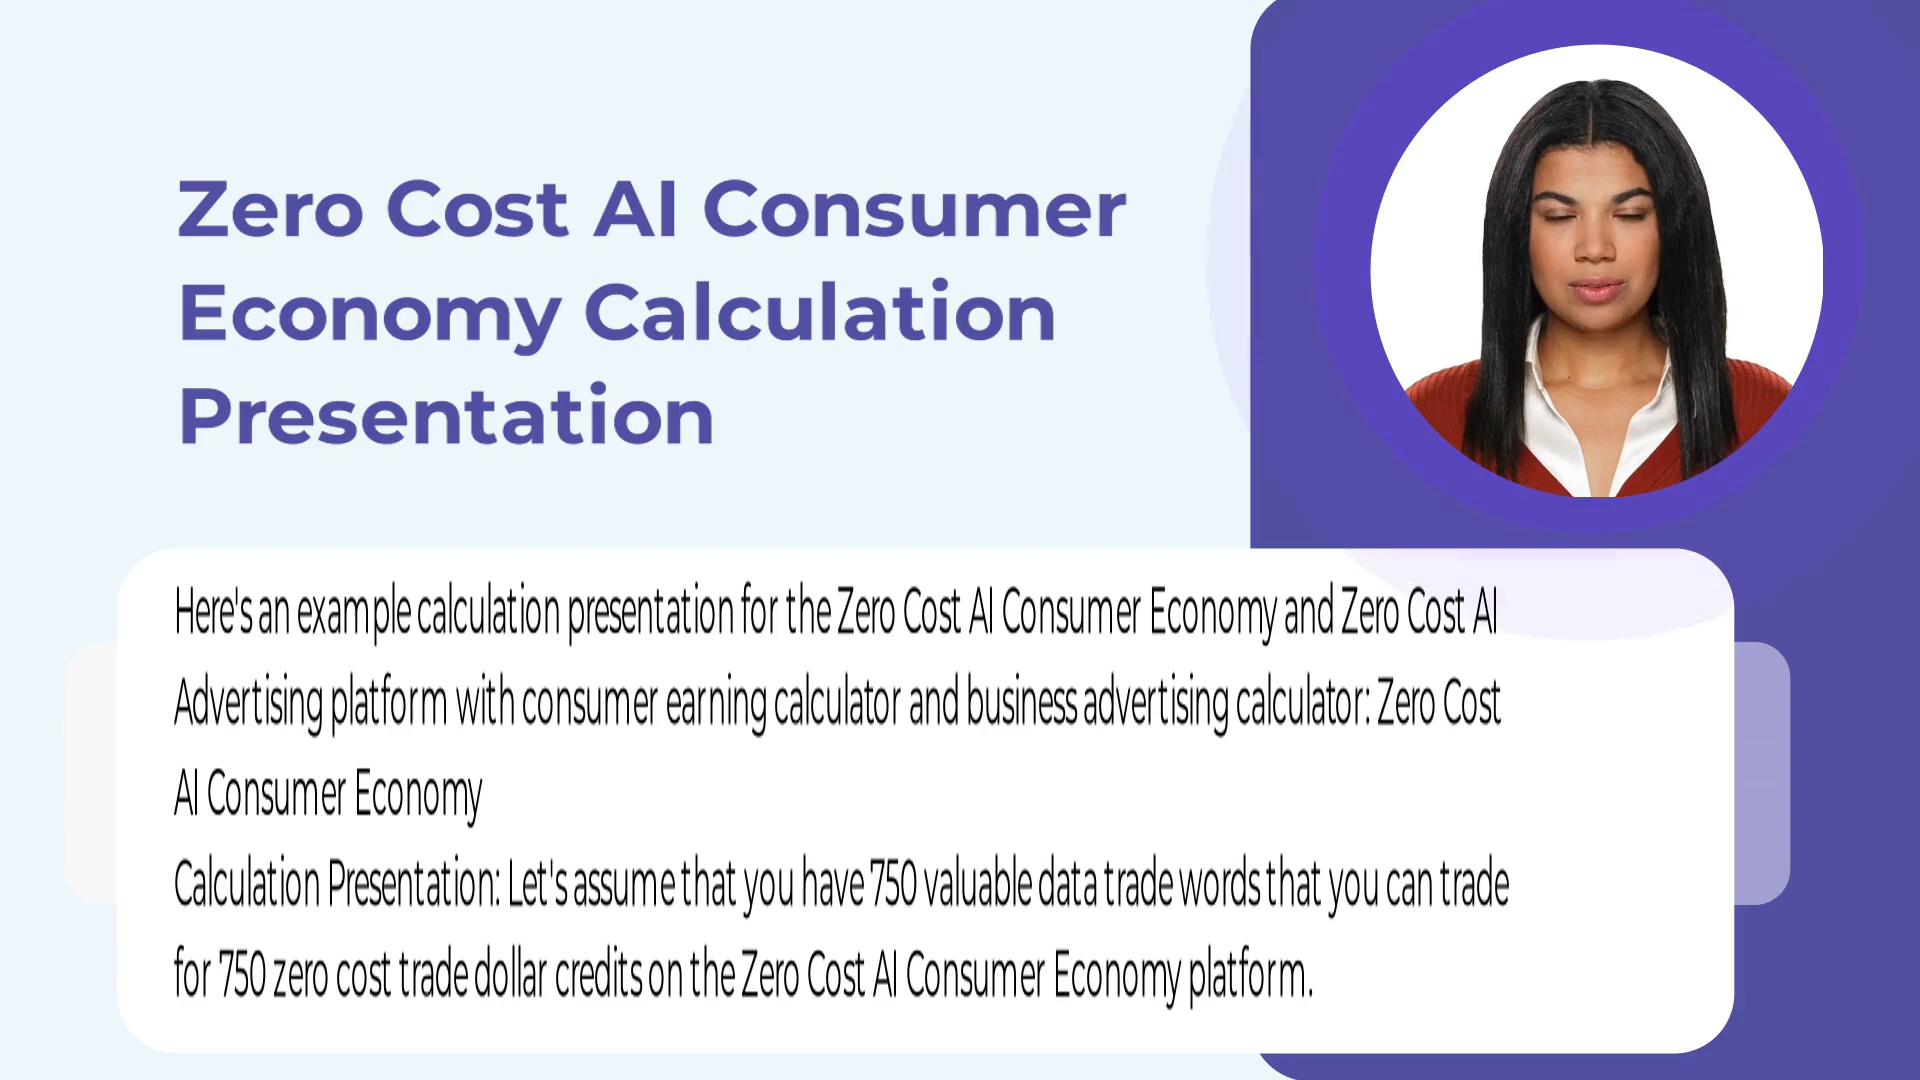 Zero Cost AI Consumer
Economy Calculation
Presentation
Here's an example calculation presentation for the Zero Cost AI Consumer Economy and Zero Cost AI
Advertising platform with consumer earning calculator and business advertising calculator: Zero Cost
AI Consumer Economy
Calculation Presentation: Let's assume that you have 750 valuable data trade words that you can trade
for 750 zero cost trade dollar credits on the Zero Cost AI Consumer Economy platform.